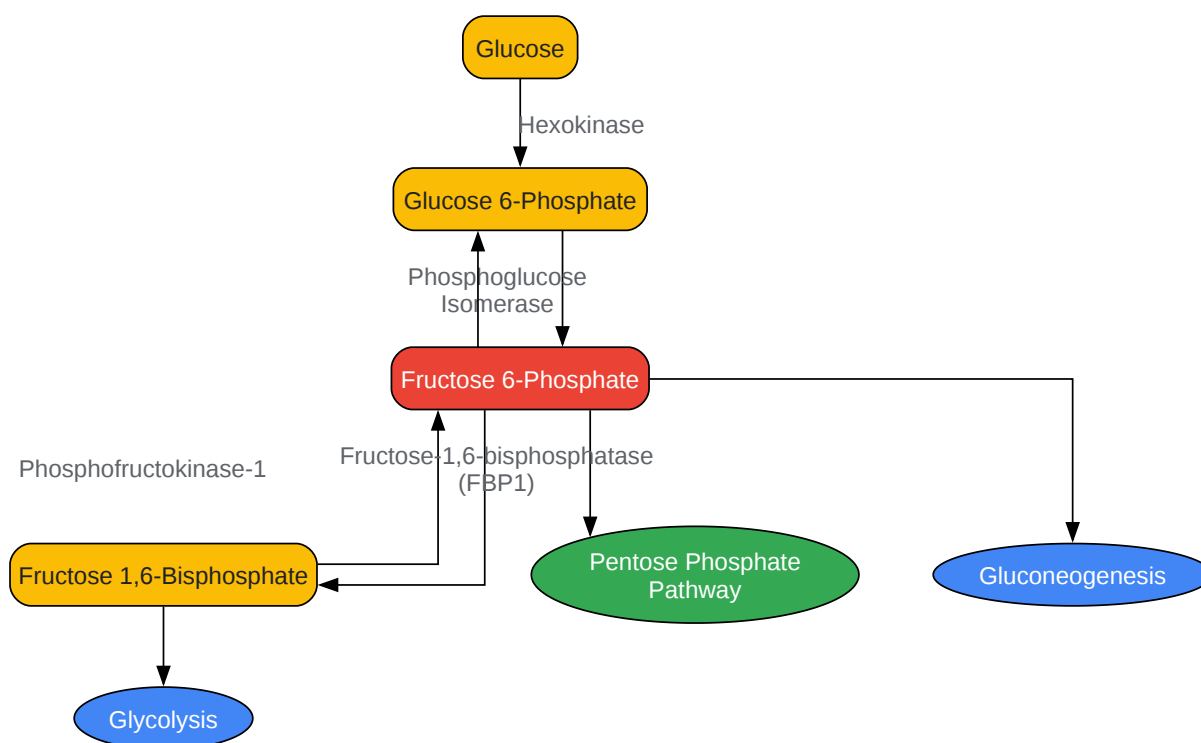 Glucose
Hexokinase
Glucose 6-Phosphate
Phosphoglucose
Isomerase
Fructose 6-Phosphate
Phosphofructokinase-1
Fructose-1,6-bisphosphatase
(FBP1)
Fructose 1,6-Bisphosphate
Pentose Phosphate
Pathway
Gluconeogenesis
Glycolysis